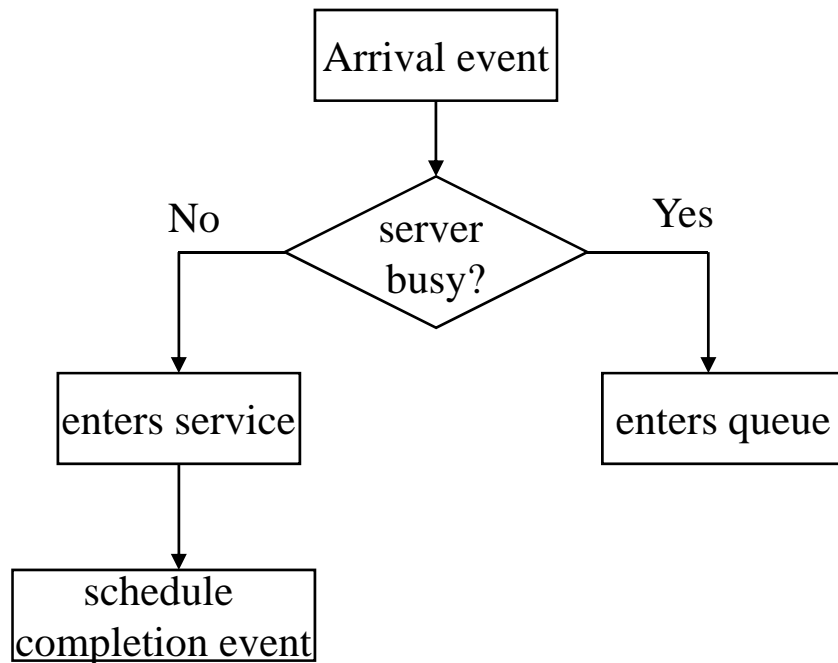 Arrival event
No
Yes
server
busy?
enters service
enters queue
schedule
completion event